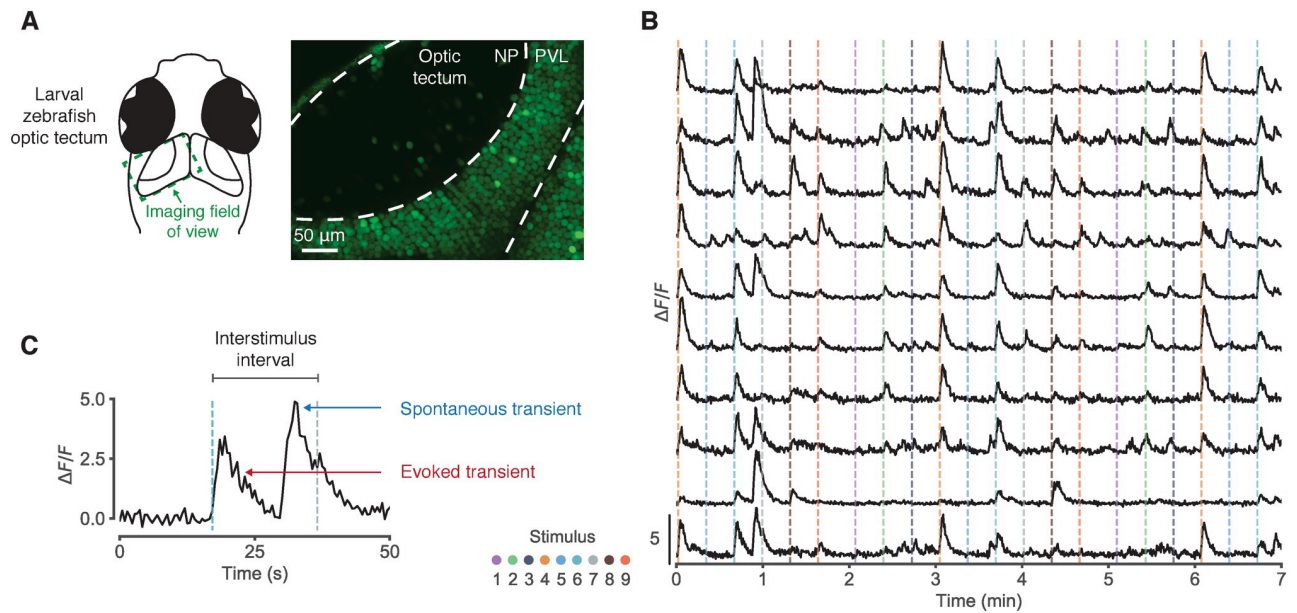 A
Larval
zebrafish
optic tectum
Imaging field
of view
Optic
tectum
NP
PVL
50 μm
B
ΔF/F
5
0 1 2 3 4 5 6 7
Time (min)
C
Interstimulus
interval
5.0
2.5
0.0
ΔF/F
Spontaneous transient
Evoked transient
0 25 50
Time (s)
Stimulus
1 2 3 4 5 6 7 8 9